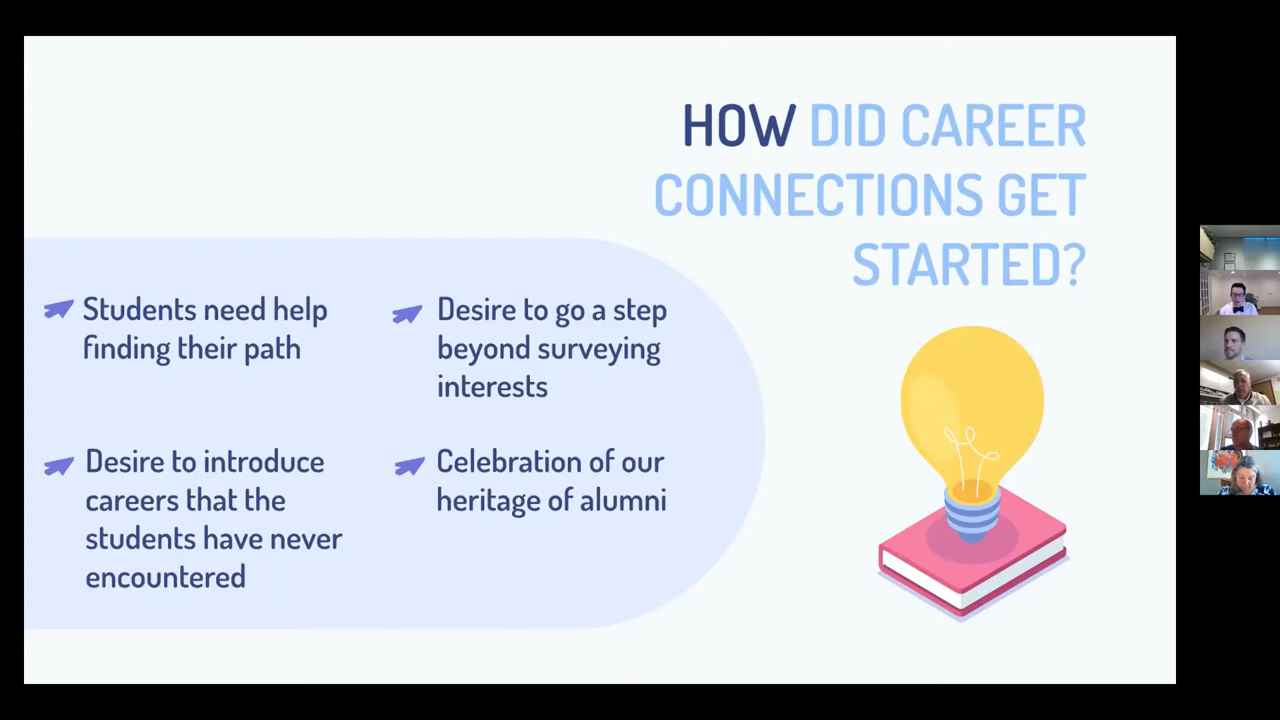 HOW DID CAREER
CONNECTIONS GET
STARTED?
Students need help
finding their path
Desire to go a step
beyond surveying
interests
Desire to introduce
careers that the
students have never
encountered
Celebration of our
heritage of alumni